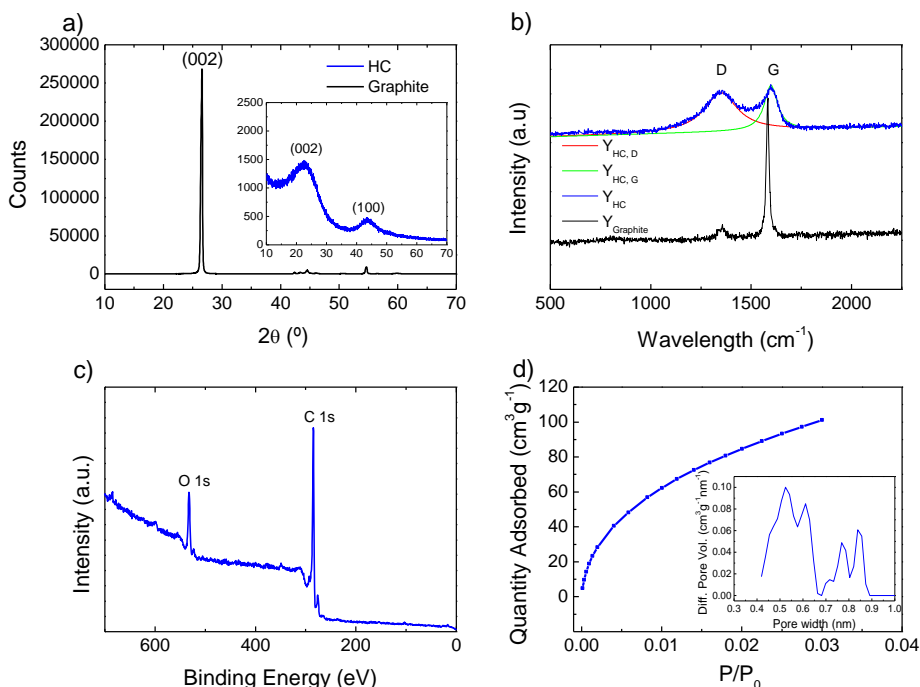 a)
300000
250000
200000
150000
100000
50000
0
Counts
(002)
HC
Graphite
2500
2000
1500
1000
500
0
(002)
(100)
10 20 30 40 50 60 70
10 20 30 40 50 60 70
2θ (º)
b)
D G
Intensity (a.u)
Y HC, D
Y HC, G
Y HC
Y Graphite
500 1000 1500 2000
Wavelength (cm-1)
c)
Intensity (a.u.)
O 1s
C 1s
600 400 200 0
Binding Energy (eV)
d)
120
100
80
60
40
20
0
Quantity Adsorbed (cm3g-1)
Diff. Pore Vol. (cm3g-1nm-1)
0.10
0.08
0.06
0.04
0.02
0.00
0.3 0.4 0.5 0.6 0.7 0.8 0.9 1.0
Pore width (nm)
0.00 0.01 0.02 0.03 0.04
P/P0